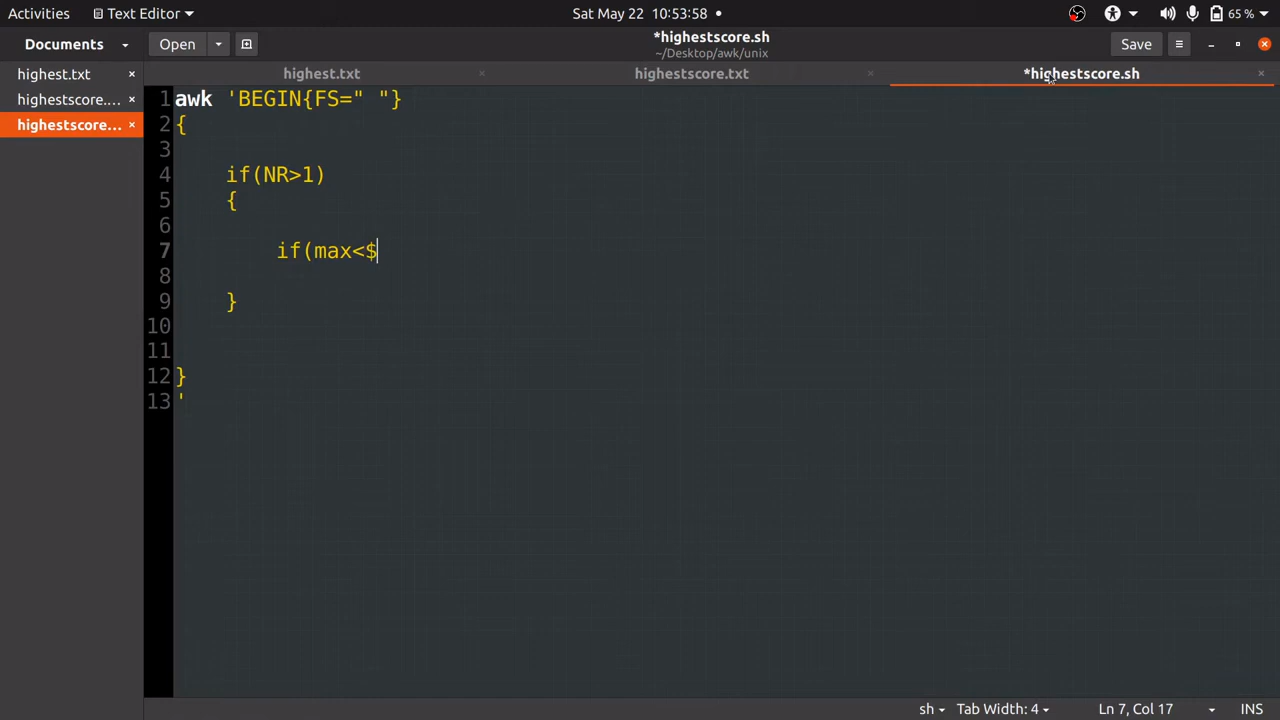 Activities Text Editor Sat May 22 10:53:58 65 %
Documents Open *highestscore.sh Save
~/Desktop/awk/unix
highest.txt highest.txt highestscore.txt *highestscore.sh
highestscore....
highestscore...
1 awk 'BEGIN{FS=" "}
2 {
3
4 if(NR>1)
5 {
6
7 if(max<$
8
9 }
10
11
12 }
13 '
sh Tab Width: 4 Ln 7, Col 17 INS